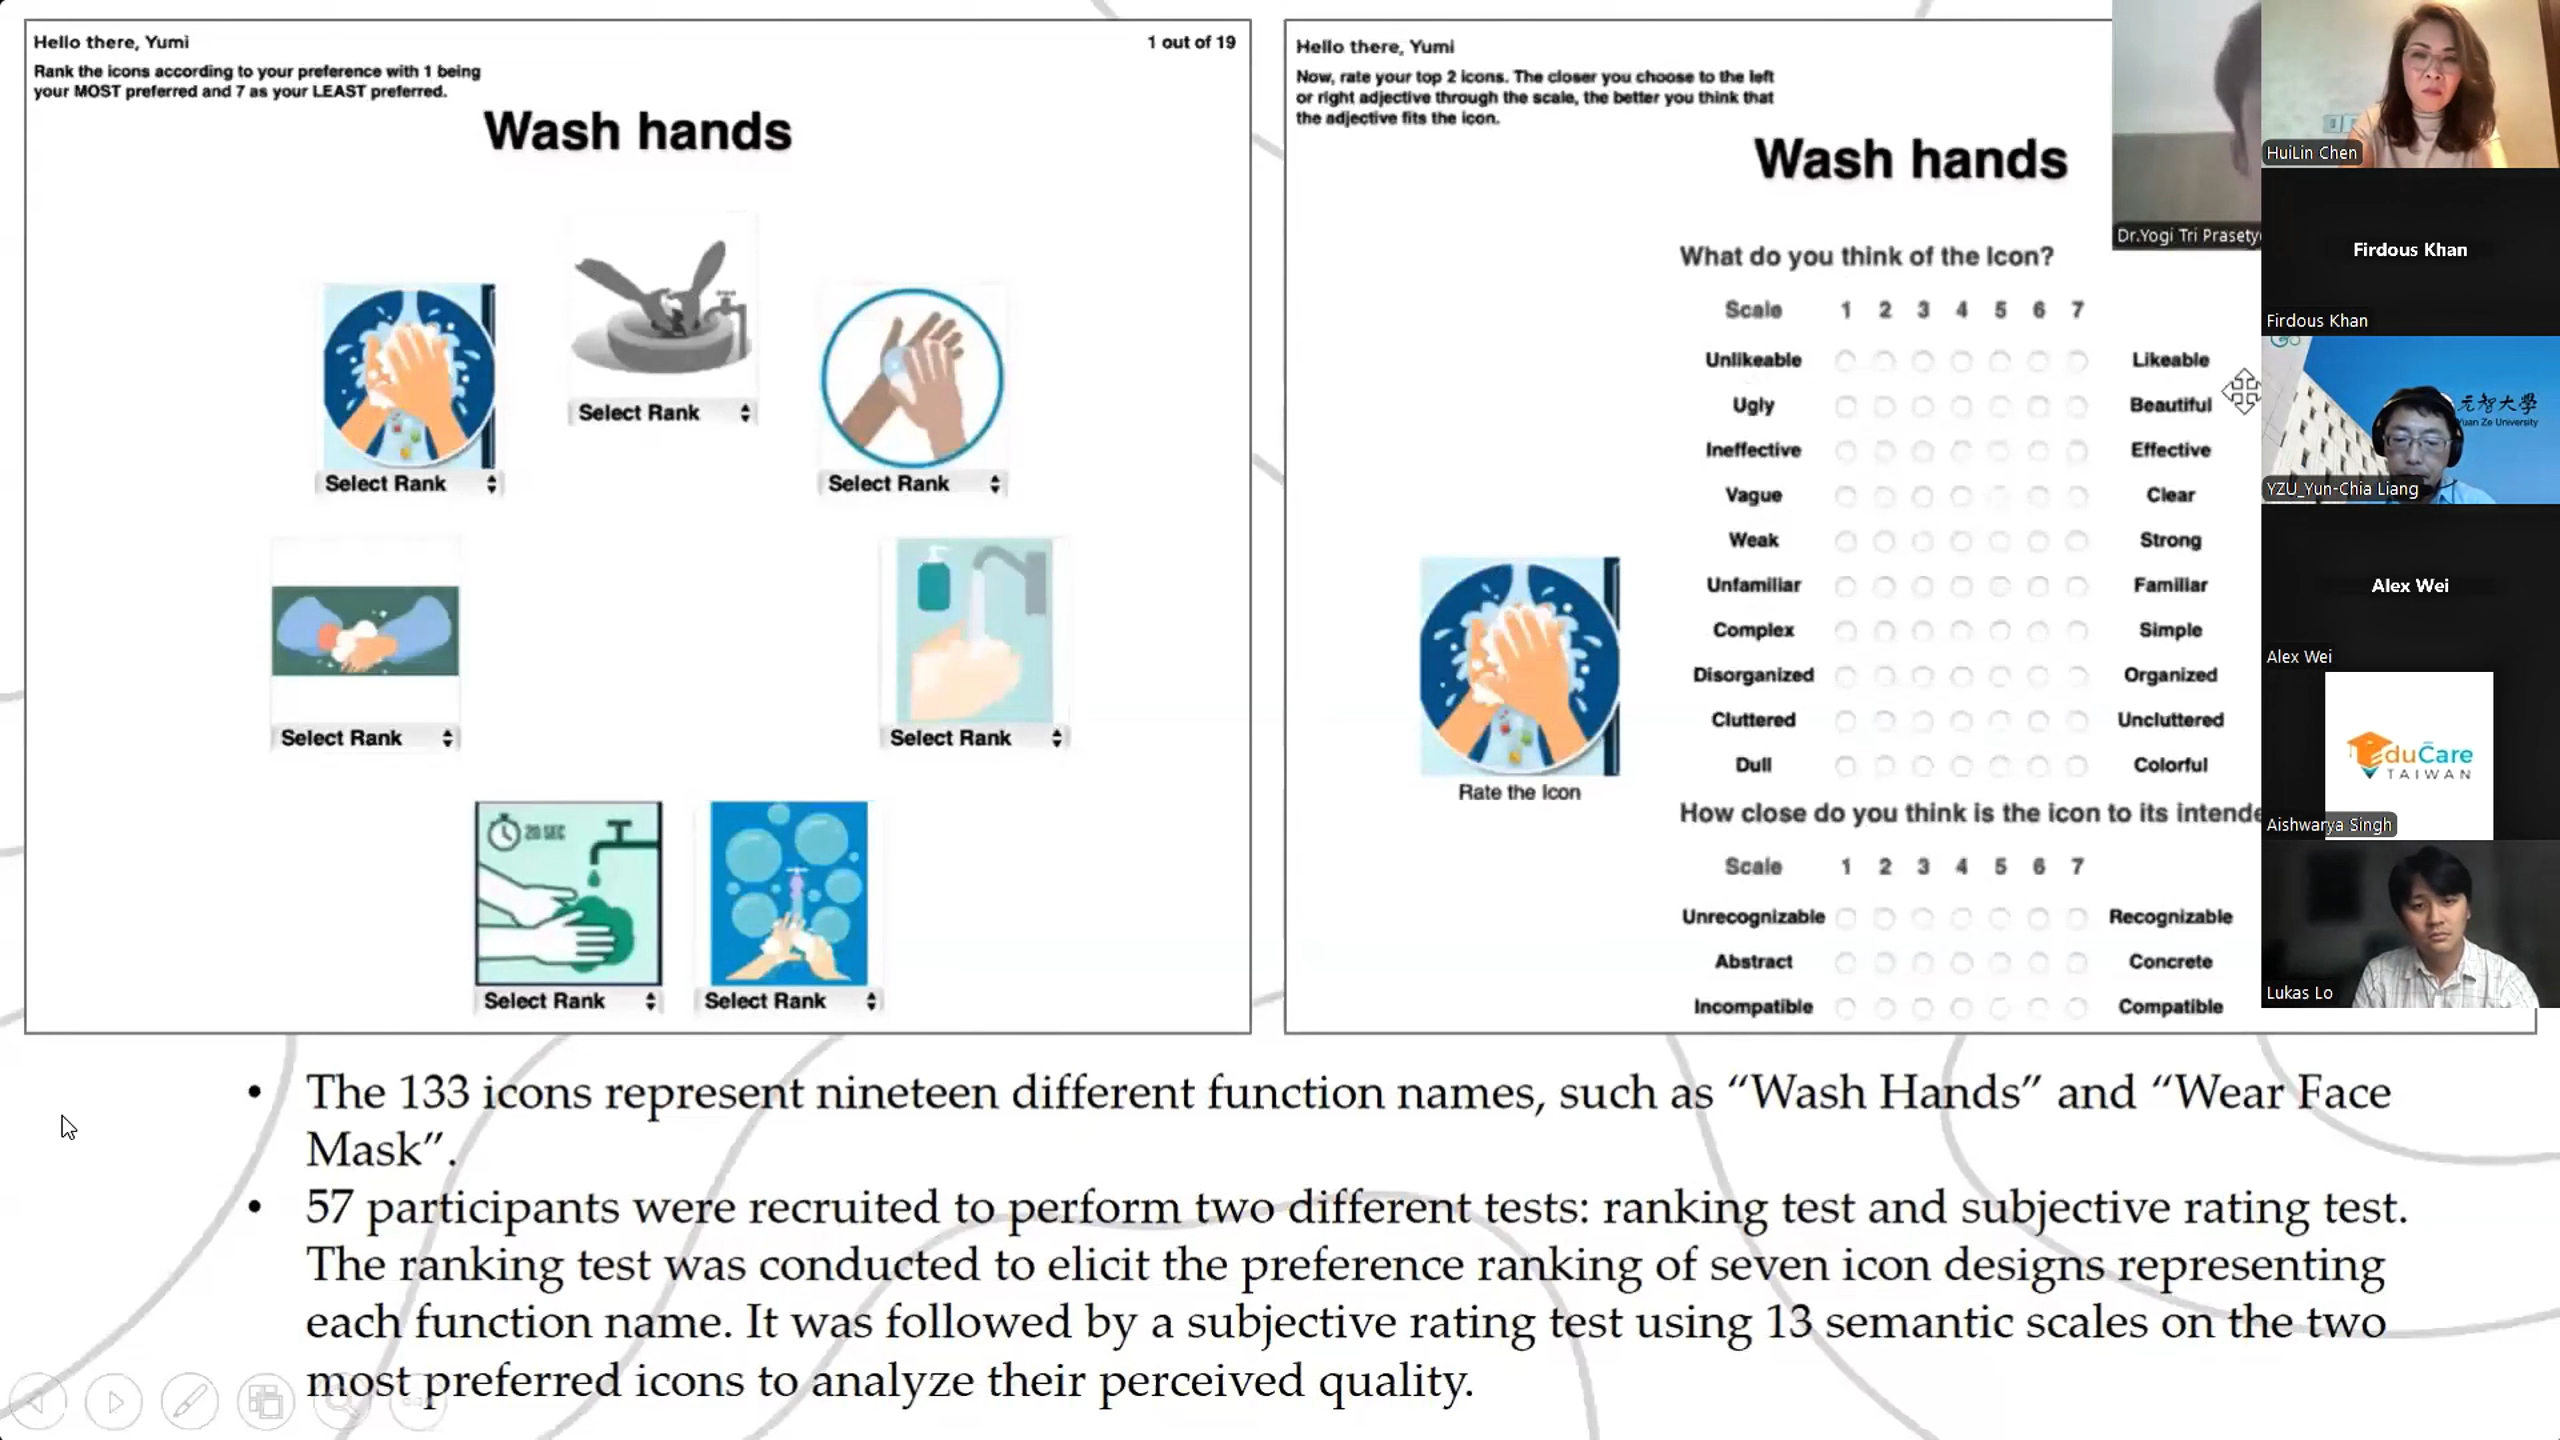 Hello there, Yumi
1 out of 19
Rank the icons according to your preference with 1 being
your MOST preferred and 7 as your LEAST preferred.
Wash hands
Select Rank
Select Rank
Select Rank
Select Rank
Select Rank
20 SEC
Select Rank
Select Rank
Hello there, Yumi
Now, rate your top 2 icons. The closer you choose to the left
or right adjective through the scale, the better you think that
the adjective fits the icon.
Wash hands
What do you think of the Icon?
Scale 1 2 3 4 5 6 7
Unlikeable Likeable
Ugly Beautiful
Ineffective Effective
Vague Clear
Weak Strong
Unfamiliar Familiar
Complex Simple
Disorganized Organized
Cluttered Uncluttered
Dull Colorful
Rate the Icon
How close do you think is the icon to its intende
Scale 1 2 3 4 5 6 7
Unrecognizable Recognizable
Abstract Concrete
Incompatible Compatible
Dr.Yogi Tri Prasety
HuiLin Chen
Firdous Khan
Firdous Khan
元智大學
Yuan Ze University
YZU_Yun-Chia Liang
Alex Wei
Alex Wei
EduCare
TAIWAN
Aishwarya Singh
Lukas Lo
• The 133 icons represent nineteen different function names, such as “Wash Hands” and “Wear Face
Mask”.
• 57 participants were recruited to perform two different tests: ranking test and subjective rating test.
The ranking test was conducted to elicit the preference ranking of seven icon designs representing
each function name. It was followed by a subjective rating test using 13 semantic scales on the two
most preferred icons to analyze their perceived quality.